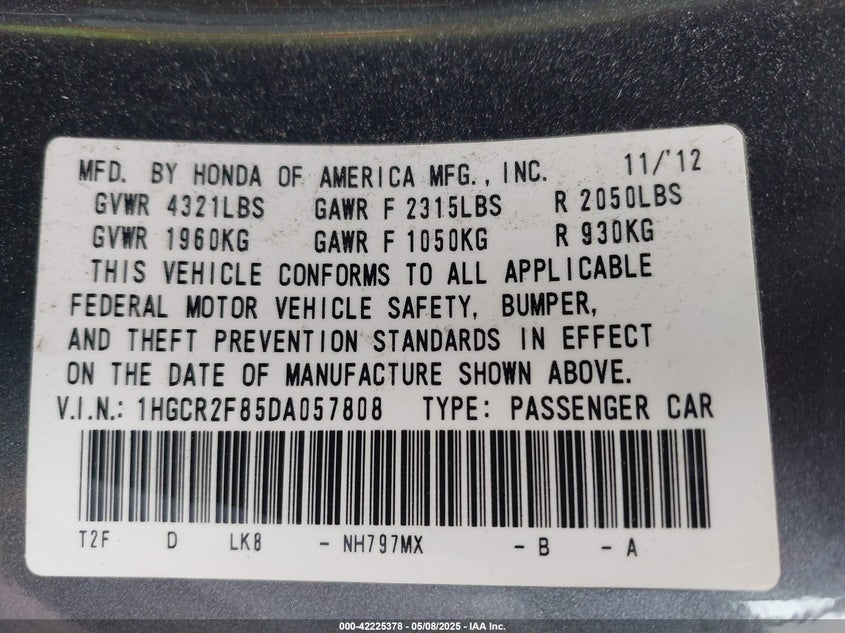 MFD. BY HONDA OF AMERICA MFG., INC. 11/'12
GVWR 4321LBS GAWR F 2315LBS R 2050LBS
GVWR 1960KG GAWR F 1050KG R 930KG
THIS VEHICLE CONFORMS TO ALL APPLICABLE
FEDERAL MOTOR VEHICLE SAFETY, BUMPER,
AND THEFT PREVENTION STANDARDS IN EFFECT
ON THE DATE OF MANUFACTURE SHOWN ABOVE.
V.I.N.: 1HGCR2F85DA057808 TYPE: PASSENGER CAR
T2F D LK8 - NH797MX - B - A
000-42225378 - 05/08/2025 - IAA Inc.